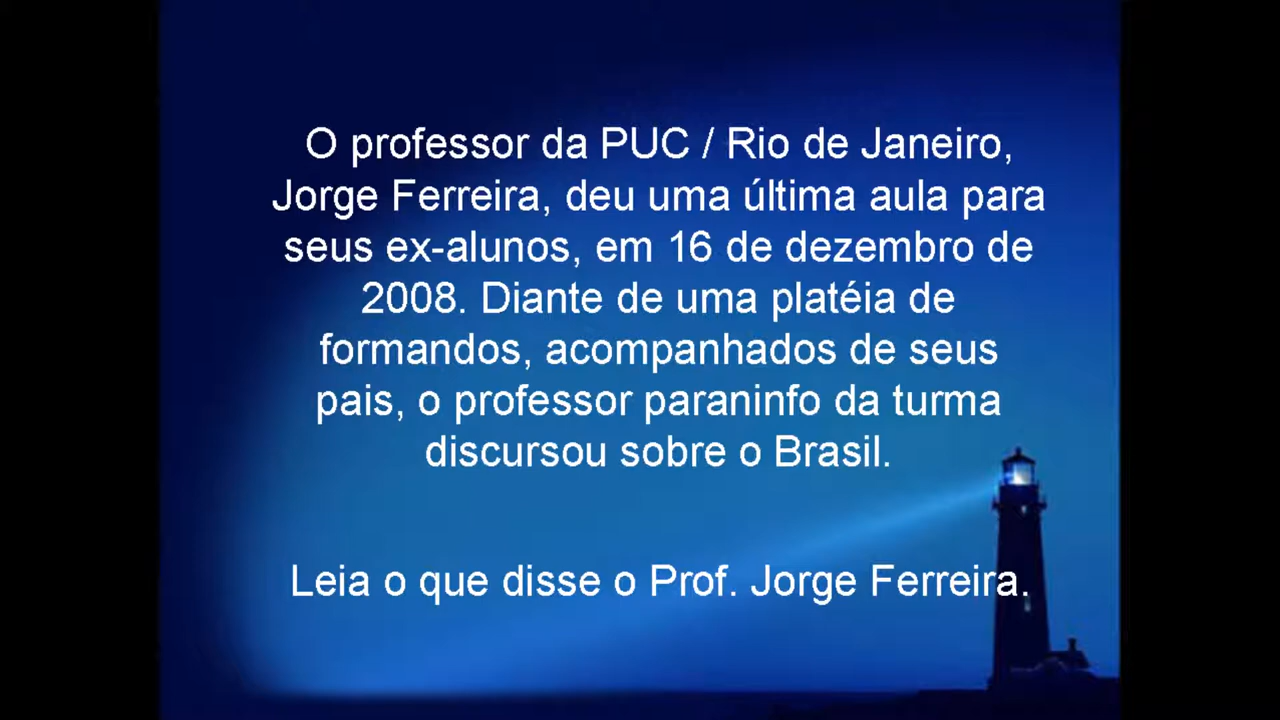 O professor da PUC / Rio de Janeiro,
Jorge Ferreira, deu uma última aula para
seus ex-alunos, em 16 de dezembro de
2008. Diante de uma platéia de
formandos, acompanhados de seus
pais, o professor paraninfo da turma
discursou sobre o Brasil.
Leia o que disse o Prof. Jorge Ferreira.